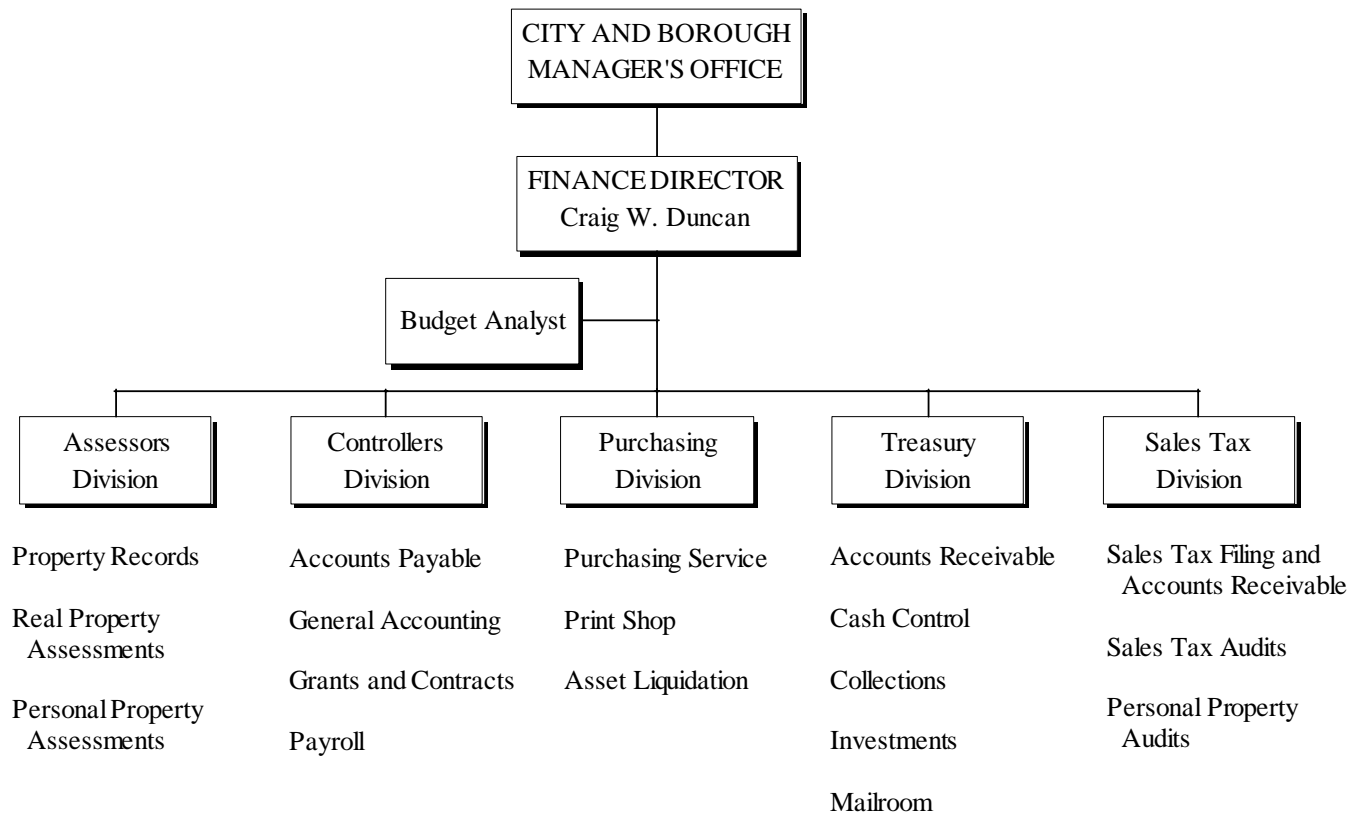 CITY AND BOROUGH
MANAGER'S OFFICE
FINANCE DIRECTOR
Craig W. Duncan
Budget Analyst
Assessors
Division
Controllers
Division
Purchasing
Division
Treasury
Division
Sales Tax
Division
Property Records
Real Property
Assessments
Personal Property
Assessments
Accounts Payable
General Accounting
Grants and Contracts
Payroll
Purchasing Service
Print Shop
Asset Liquidation
Accounts Receivable
Cash Control
Collections
Investments
Mailroom
Sales Tax Filing and
Accounts Receivable
Sales Tax Audits
Personal Property
Audits